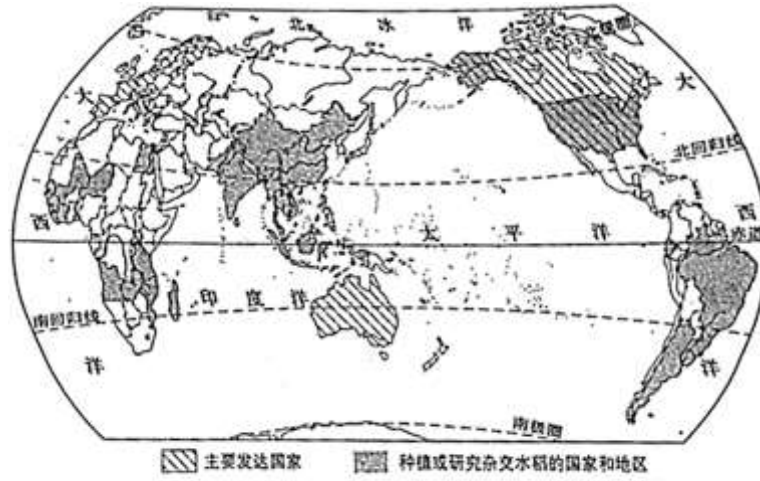 北冰洋
北极圈
大
大
北回归线
西
太平洋
西
赤道
印度洋
南回归线
洋
洋
南极圈
主要发达国家
种植或研究杂交水稻的国家和地区